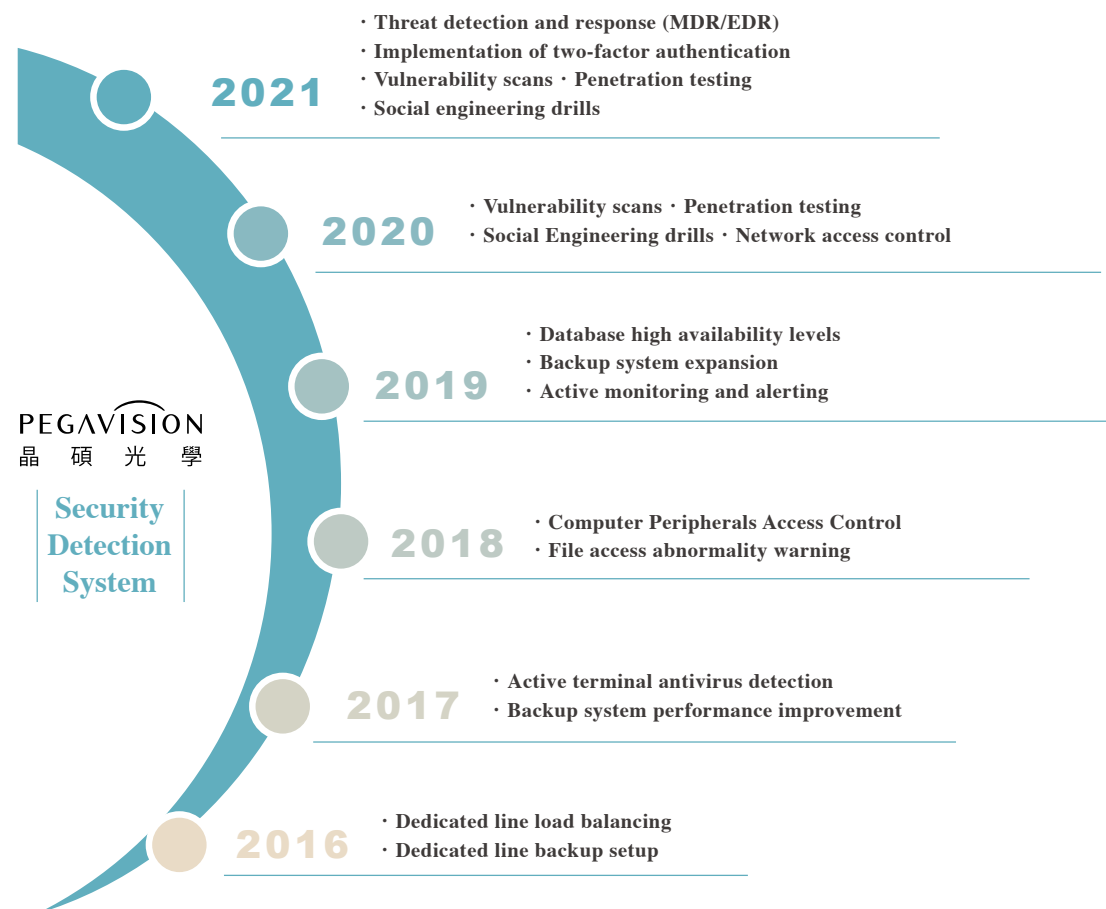 · Threat detection and response (MDR/EDR)
· Implementation of two-factor authentication
2021
· Vulnerability scans · Penetration testing
· Social engineering drills
· Vulnerability scans · Penetration testing
2020
· Social Engineering drills · Network access control
· Database high availability levels
· Backup system expansion
2019
· Active monitoring and alerting
PEGAVISION
晶碩光學
Security
Detection
System
· Computer Peripherals Access Control
2018
· File access abnormality warning
· Active terminal antivirus detection
2017
· Backup system performance improvement
· Dedicated line load balancing
2016
· Dedicated line backup setup